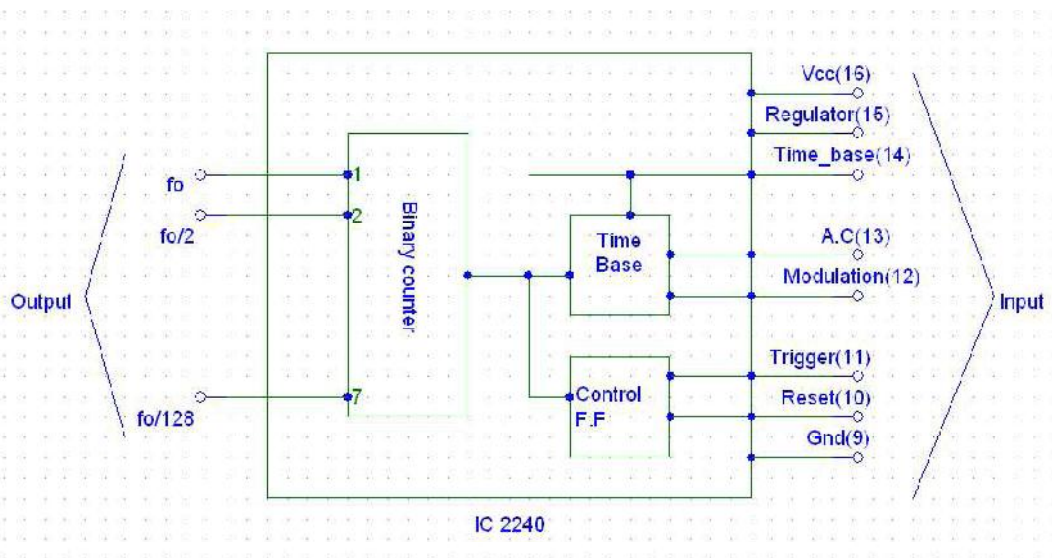 Vcc(16)
Regulator(15)
Time_base(14)
fo
1
2
fo/2
Binary counter
Time
Base
A.C(13)
Modulation(12)
Output
Input
Trigger(11)
Control
F.F
Reset(10)
7
fo/128
Gnd(9)
IC 2240